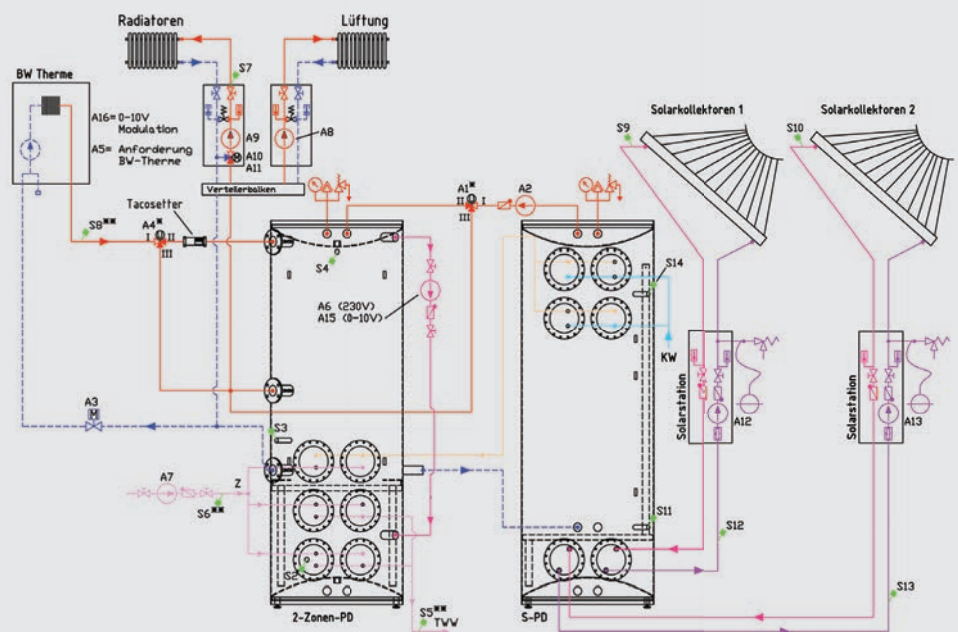 Radiatoren
Lüftung
BW Therme
S7
Solarkollektoren 1
Solarkollektoren 2
A16= 0-10V
Modulation
A5= Anforderung
BW-Therme
A9
A8
A10
A11
S9
S10
Verteilerbalken
Tacosetter
A1
II
I
III
A2
S8
A4
I
II
III
S4
S14
A6 (230V)
A15 (0-10V)
KW
Solarstation
A12
Solarstation
A13
A3
S3
A7
Z
S6
S11
S12
S2
S13
S5
TWW
2-Zonen-PD
S-PD